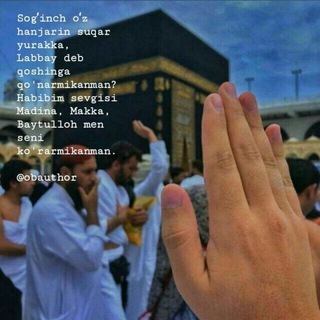 Sog'inch o'z
hanjarin suqar
yurakka,
Labbay deb
qoshinga
qo'narmikanman?
Habibim sevgisi
Madina, Makka,
Baytulloh men
seni
ko'rarmikanman.
@obauthor